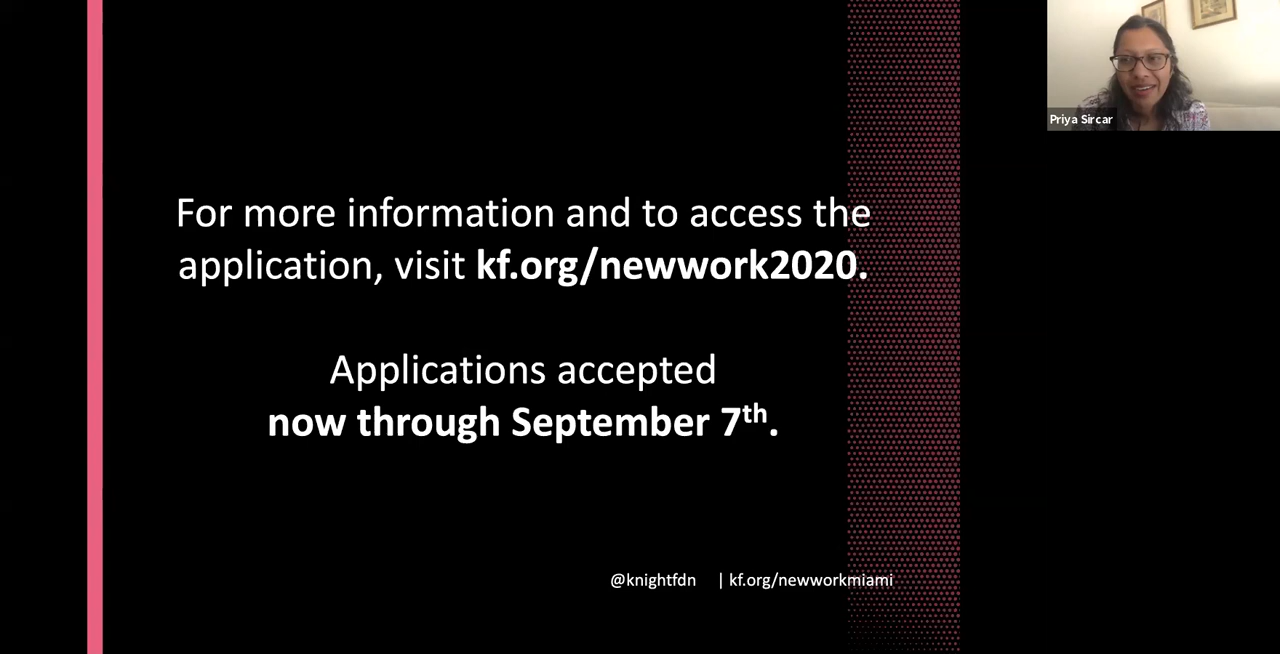 For more information and to access the
application, visit kf.org/newwork2020.
Applications accepted
now through September 7th.
@knightfdn | kf.org/newworkmiami
Priya Sircar